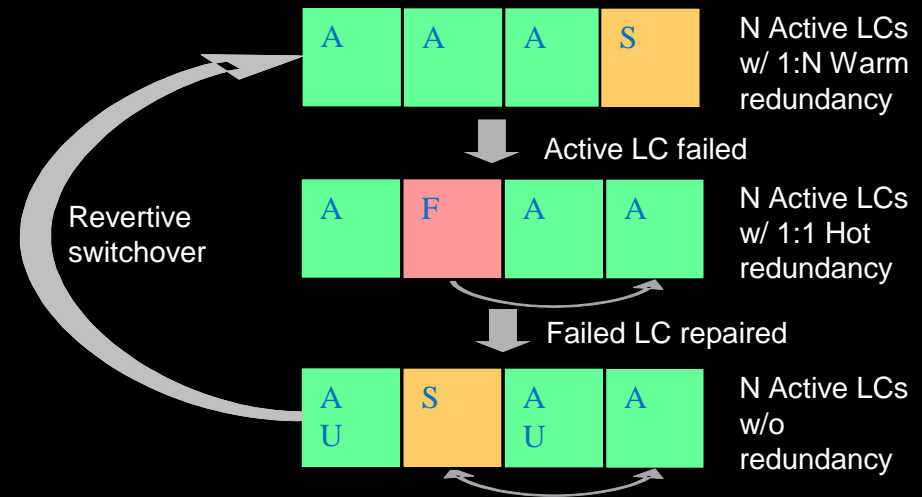 A A A S
N Active LCs
w/ 1:N Warm
redundancy
Active LC failed
A F A A
N Active LCs
w/ 1:1 Hot
redundancy
Revertive
switchover
Failed LC repaired
A S A A
U U
N Active LCs
w/o
redundancy